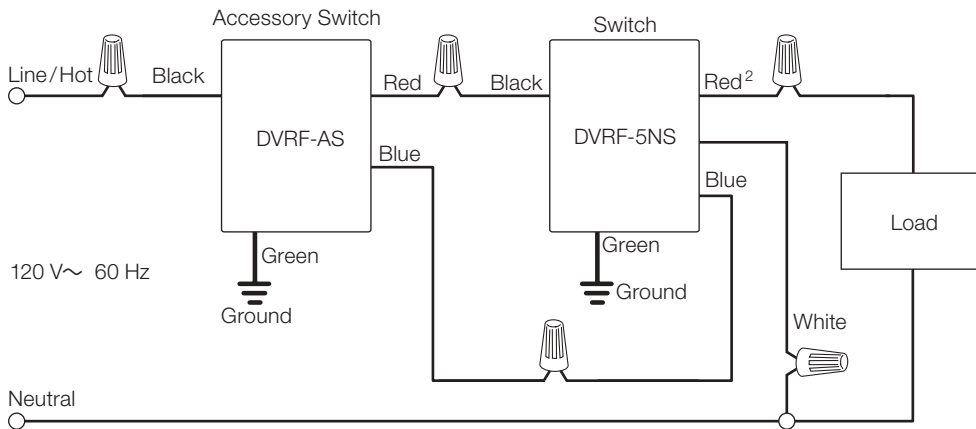 Accessory Switch
Switch
Line/Hot
Black
Red
Black
Red²
DVRF-AS
DVRF-5NS
Blue
Blue
Load
Green
Green
120 V~ 60 Hz
Ground
Ground
White
Neutral